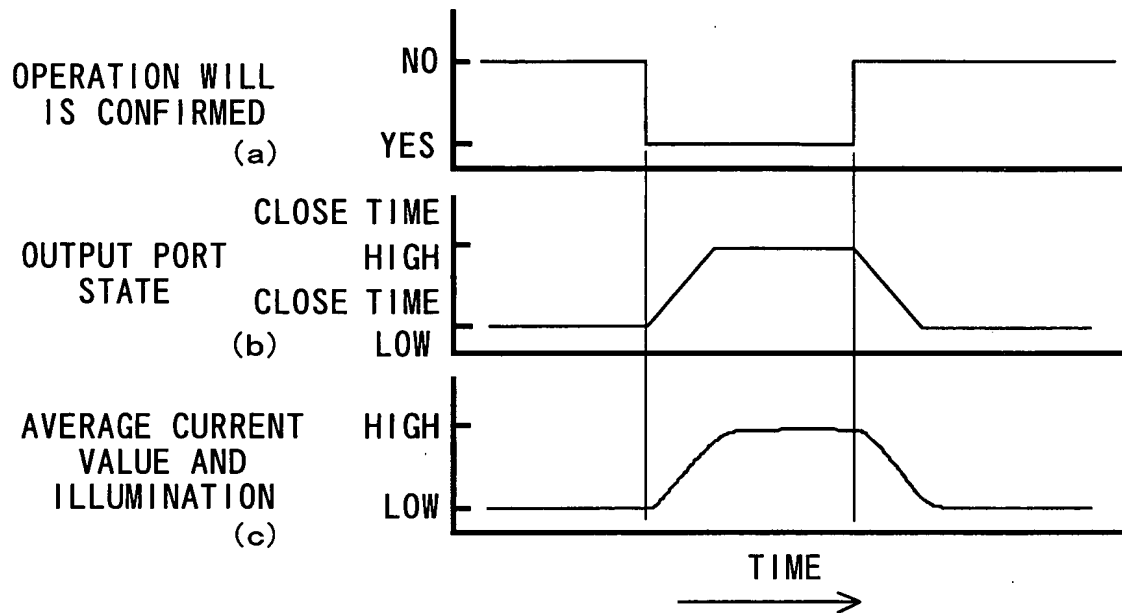 OPERATION WILL
IS CONFIRMED
(a)
NO
YES
OUTPUT PORT
STATE
(b)
CLOSE TIME
HIGH
CLOSE TIME
LOW
AVERAGE CURRENT
VALUE AND
ILLUMINATION
(c)
HIGH
LOW
TIME